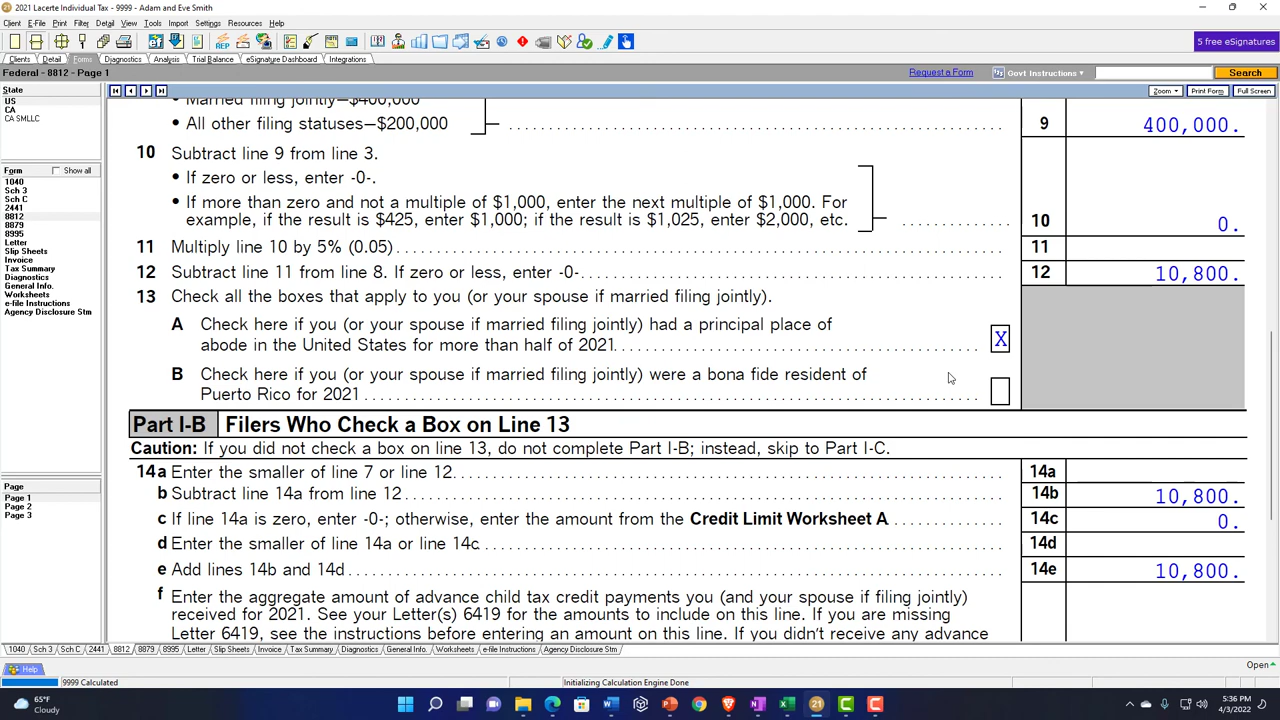 2021 Lacerte Individual Tax - 9999 - Adam and Eve Smith
Client E-File Print Filter Detail View Tools Import Settings Resources Help
REP
5 free eSignatures
Clients Detail Forms Diagnostics Analysis Trial Balance eSignature Dashboard Integrations
Federal - 8812 - Page 1
Request a Form
Govt Instructions
Search
State
US
CA
CA SMLLC
Form
Show all
1040
Sch 3
Sch C
2441
8812
8879
8995
Letter
Slip Sheets
Invoice
Tax Summary
Diagnostics
General Info.
Worksheets
e-file Instructions
Agency Disclosure Stm
Page
Page 1
Page 2
Page 3
Zoom
Print Form
Full Screen
• Married filing jointly—$400,000
• All other filing statuses—$200,000 9 400,000.
10 Subtract line 9 from line 3.
• If zero or less, enter -0-.
• If more than zero and not a multiple of $1,000, enter the next multiple of $1,000. For
example, if the result is $425, enter $1,000; if the result is $1,025, enter $2,000, etc. 10 0.
11 Multiply line 10 by 5% (0.05) 11
12 Subtract line 11 from line 8. If zero or less, enter -0- 12 10,800.
13 Check all the boxes that apply to you (or your spouse if married filing jointly).
A Check here if you (or your spouse if married filing jointly) had a principal place of
abode in the United States for more than half of 2021 X
B Check here if you (or your spouse if married filing jointly) were a bona fide resident of
Puerto Rico for 2021
Part I-B Filers Who Check a Box on Line 13
Caution: If you did not check a box on line 13, do not complete Part I-B; instead, skip to Part I-C.
14a Enter the smaller of line 7 or line 12 14a
b Subtract line 14a from line 12 14b 10,800.
c If line 14a is zero, enter -0-; otherwise, enter the amount from the Credit Limit Worksheet A 14c 0.
d Enter the smaller of line 14a or line 14c 14d
e Add lines 14b and 14d 14e 10,800.
f Enter the aggregate amount of advance child tax credit payments you (and your spouse if filing jointly)
received for 2021. See your Letter(s) 6419 for the amounts to include on this line. If you are missing
Letter 6419, see the instructions before entering an amount on this line. If you didn't receive any advance
1040 Sch 3 Sch C 2441 8812 8879 8995 Letter Slip Sheets Invoice Tax Summary Diagnostics General Info. Worksheets e-file Instructions Agency Disclosure Stm
Help
Open
9999 Calculated
Initializing Calculation Engine Done
65°F
Cloudy
21
5:36 PM
4/3/2022